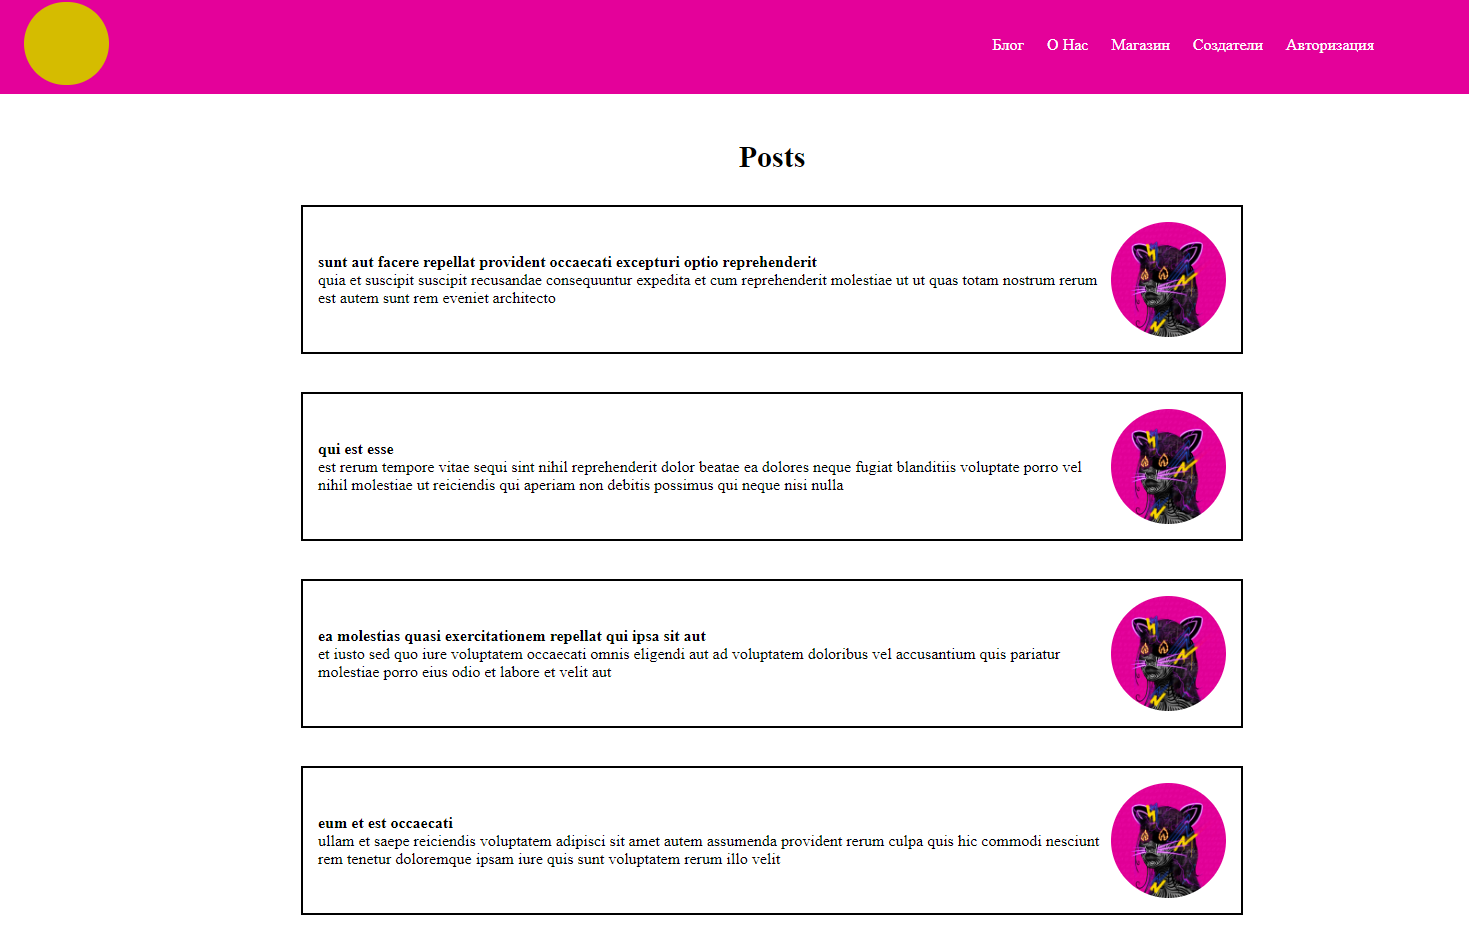 Блог О Нас Магазин Создатели Авторизация
Posts
sunt aut facere repellat provident occaecati excepturi optio reprehenderit
quia et suscipit suscipit recusandae consequuntur expedita et cum reprehenderit molestiae ut ut quas totam nostrum rerum
est autem sunt rem eveniet architecto
qui est esse
est rerum tempore vitae sequi sint nihil reprehenderit dolor beatae ea dolores neque fugiat blanditiis voluptate porro vel
nihil molestiae ut reiciendis qui aperiam non debitis possimus qui neque nisi nulla
ea molestias quasi exercitationem repellat qui ipsa sit aut
et iusto sed quo iure voluptatem occaecati omnis eligendi aut ad voluptatem doloribus vel accusantium quis pariatur
molestiae porro eius odio et labore et velit aut
eum et est occaecati
ullam et saepe reiciendis voluptatem adipisci sit amet autem assumenda provident rerum culpa quis hic commodi nesciunt
rem tenetur doloremque ipsam iure quis sunt voluptatem rerum illo velit